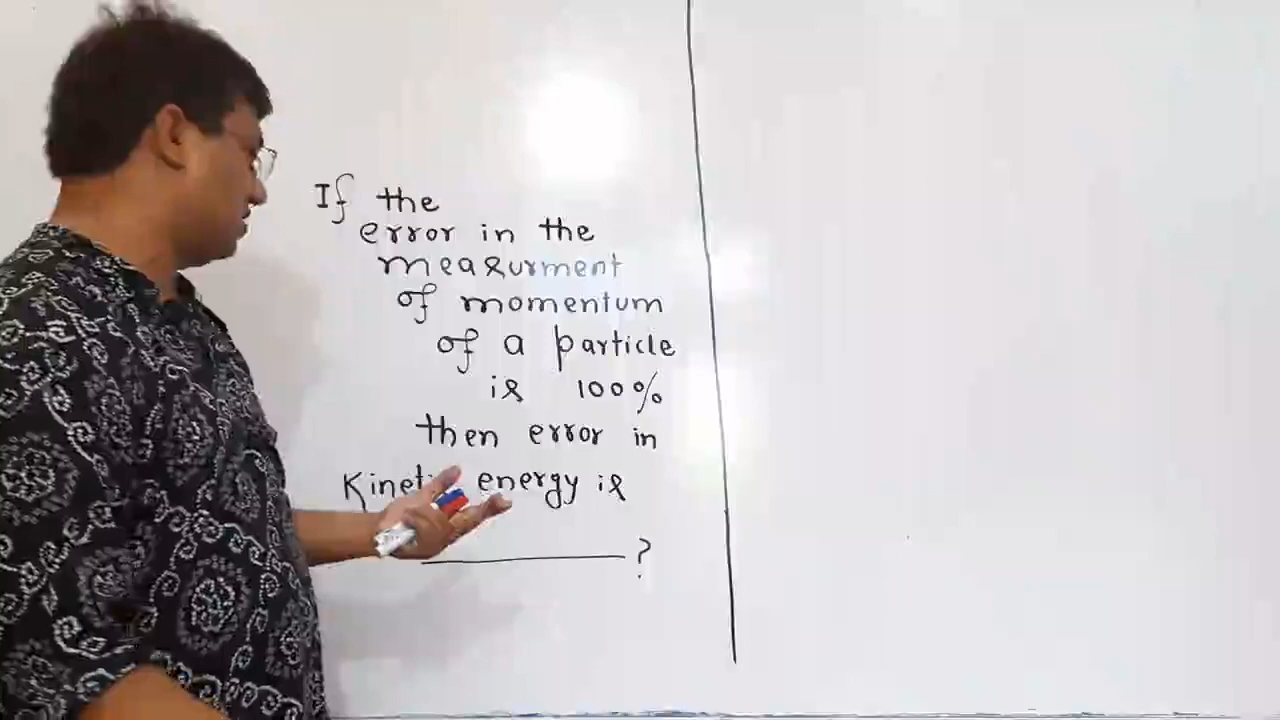 If the
error in the
measurment
of momentum
of a particle
is 100%
then error in
energy is
?